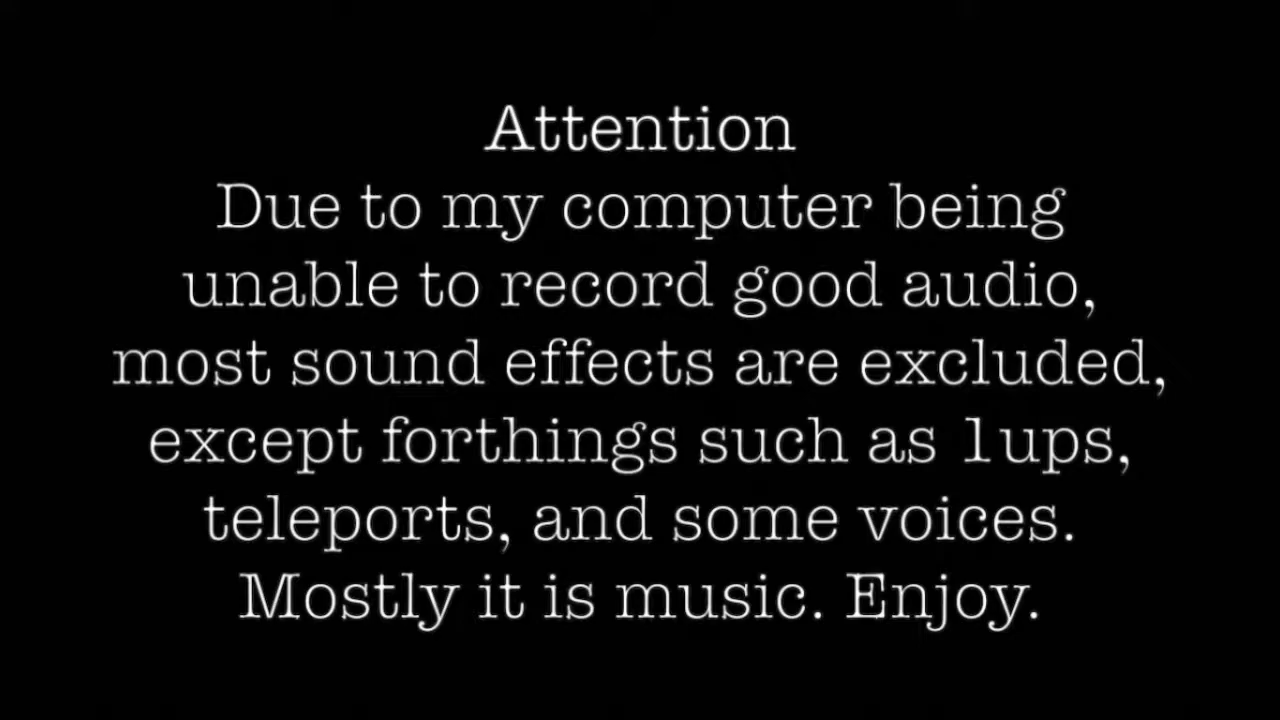 Attention
Due to my computer being
unable to record good audio,
most sound effects are excluded,
except forthings such as 1ups,
teleports, and some voices.
Mostly it is music. Enjoy.